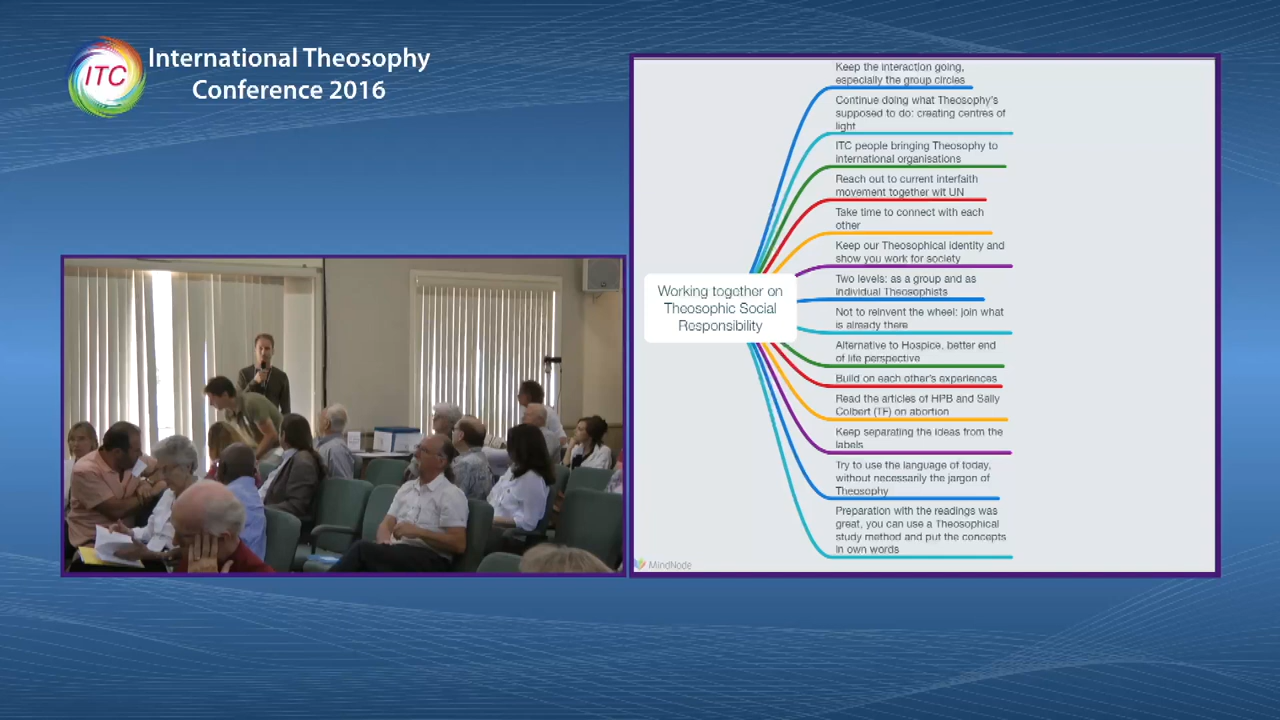 ITC
International Theosophy
Conference 2016
Working together on
Theosophic Social
Responsibility
Keep the interaction going,
especially the group circles
Continue doing what Theosophy's
supposed to do: creating centres of
light
ITC people bringing Theosophy to
international organisations
Reach out to current interfaith
movement together wit UN
Take time to connect with each
other
Keep our Theosophical identity and
show you work for society
Two levels: as a group and as
individual Theosophists
Not to reinvent the wheel: join what
is already there
Alternative to Hospice, better end
of life perspective
Build on each other's experiences
Read the articles of HPB and Sally
Colbert (TF) on abortion
Keep separating the ideas from the
labels
Try to use the language of today,
without necessarily the jargon of
Theosophy
Preparation with the readings was
great, you can use a Theosophical
study method and put the concepts
in own words
MindNode